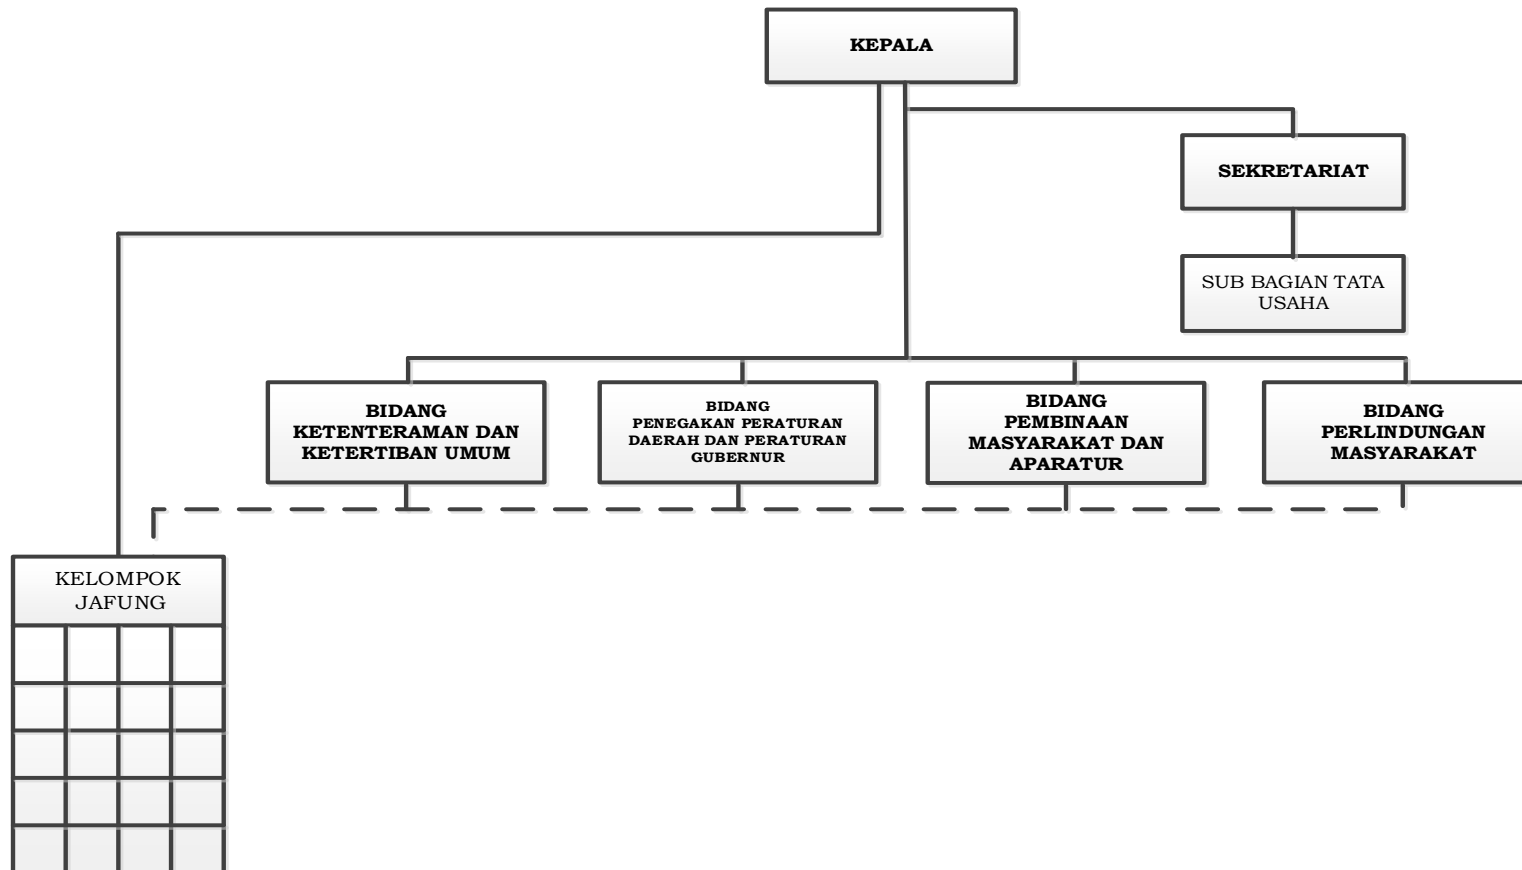 KEPALA
SEKRETARIAT
SUB BAGIAN TATA
USAHA
BIDANG
KETENTERAMAN DAN
KETERTIBAN UMUM
BIDANG
PENEGAKAN PERATURAN
DAERAH DAN PERATURAN
GUBERNUR
BIDANG
PEMBINAAN
MASYARAKAT DAN
APARATUR
BIDANG
PERLINDUNGAN
MASYARAKAT
KELOMPOK
JAFUNG